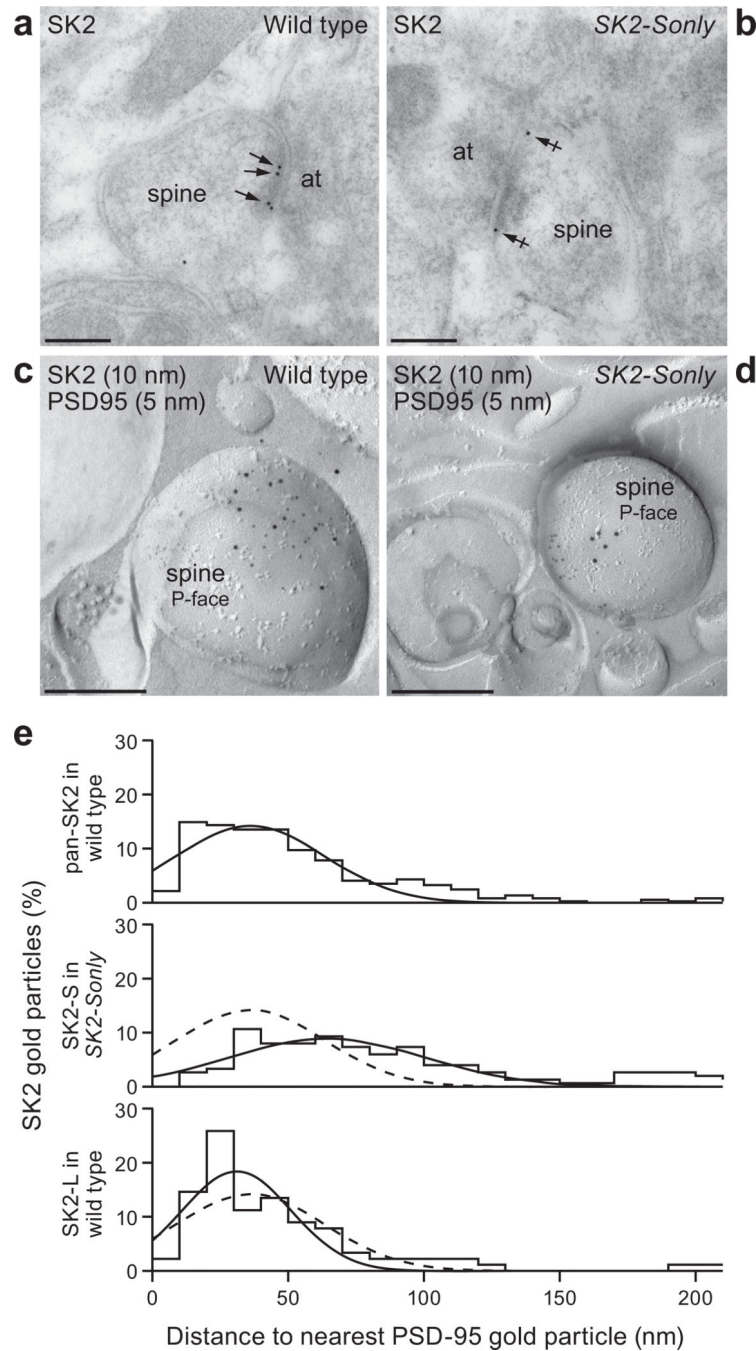 a SK2 Wild type
spine
at
SK2 SK2-Sonly b
at
spine
c SK2 (10 nm) Wild type
PSD95 (5 nm)
spine
P-face
SK2 (10 nm) SK2-Sonly d
PSD95 (5 nm)
spine
P-face
e
SK2 gold particles (%)
pan-SK2 in
wild type
30
20
10
0
SK2-S in
SK2-Sonly
30
20
10
0
SK2-L in
wild type
30
20
10
0
0 50 100 150 200
Distance to nearest PSD-95 gold particle (nm)